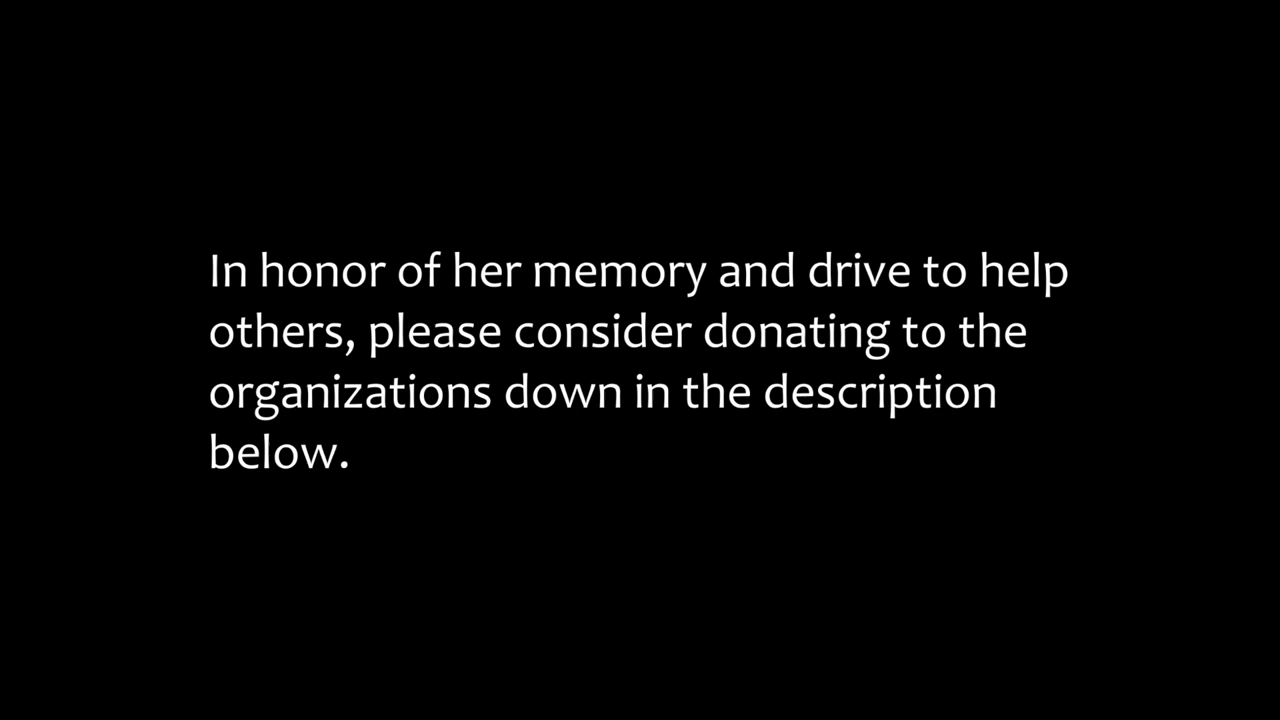 In honor of her memory and drive to help
others, please consider donating to the
organizations down in the description
below.